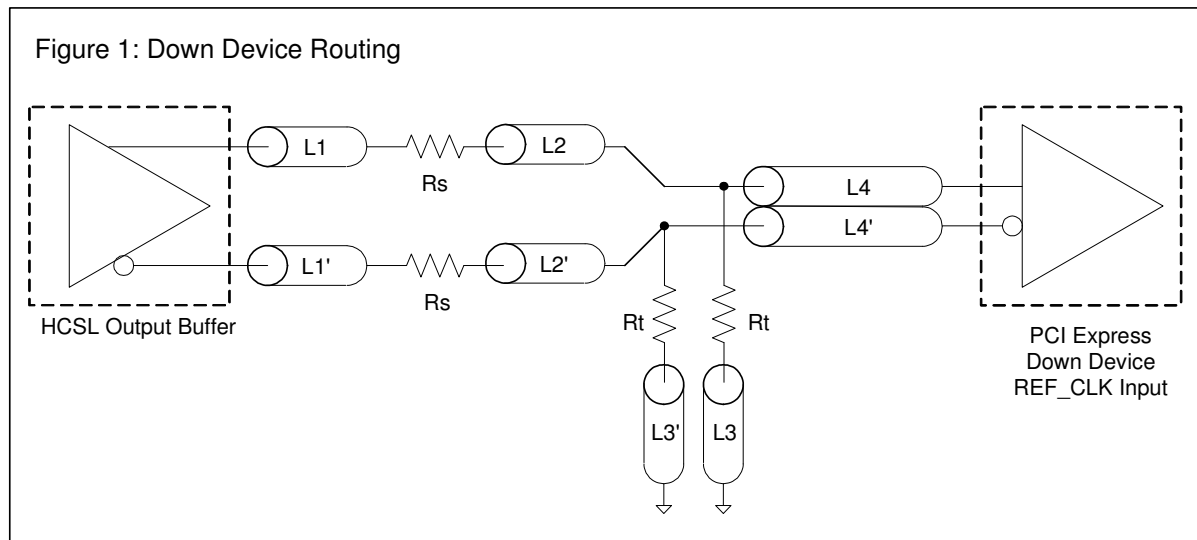 Figure 1: Down Device Routing
L1
Rs
L2
L4
L4'
L1'
Rs
L2'
HCSL Output Buffer
Rt
Rt
L3'
L3
PCI Express
Down Device
REF_CLK Input